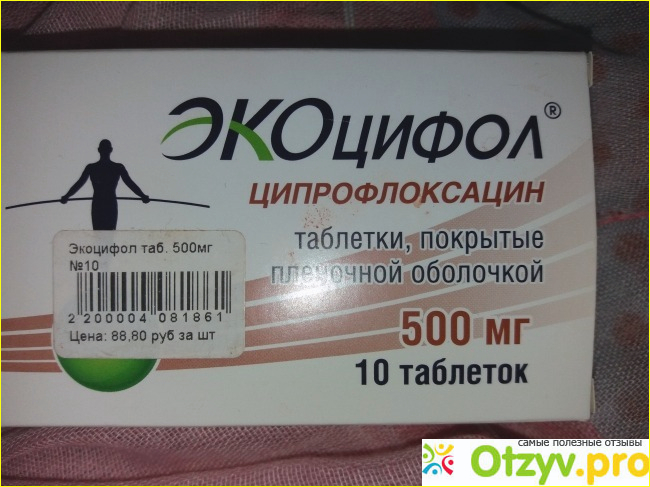 ЭКОцифол®
ЦИПРОФЛОКСАЦИН
таблетки, покрытые
пленочной оболочкой
500 мг
10 таблеток
Экоцифол таб. 500мг
№10
2 200004 081861
Цена: 88,80 руб за шт
самые полезные отзывы
Otzyv.pro